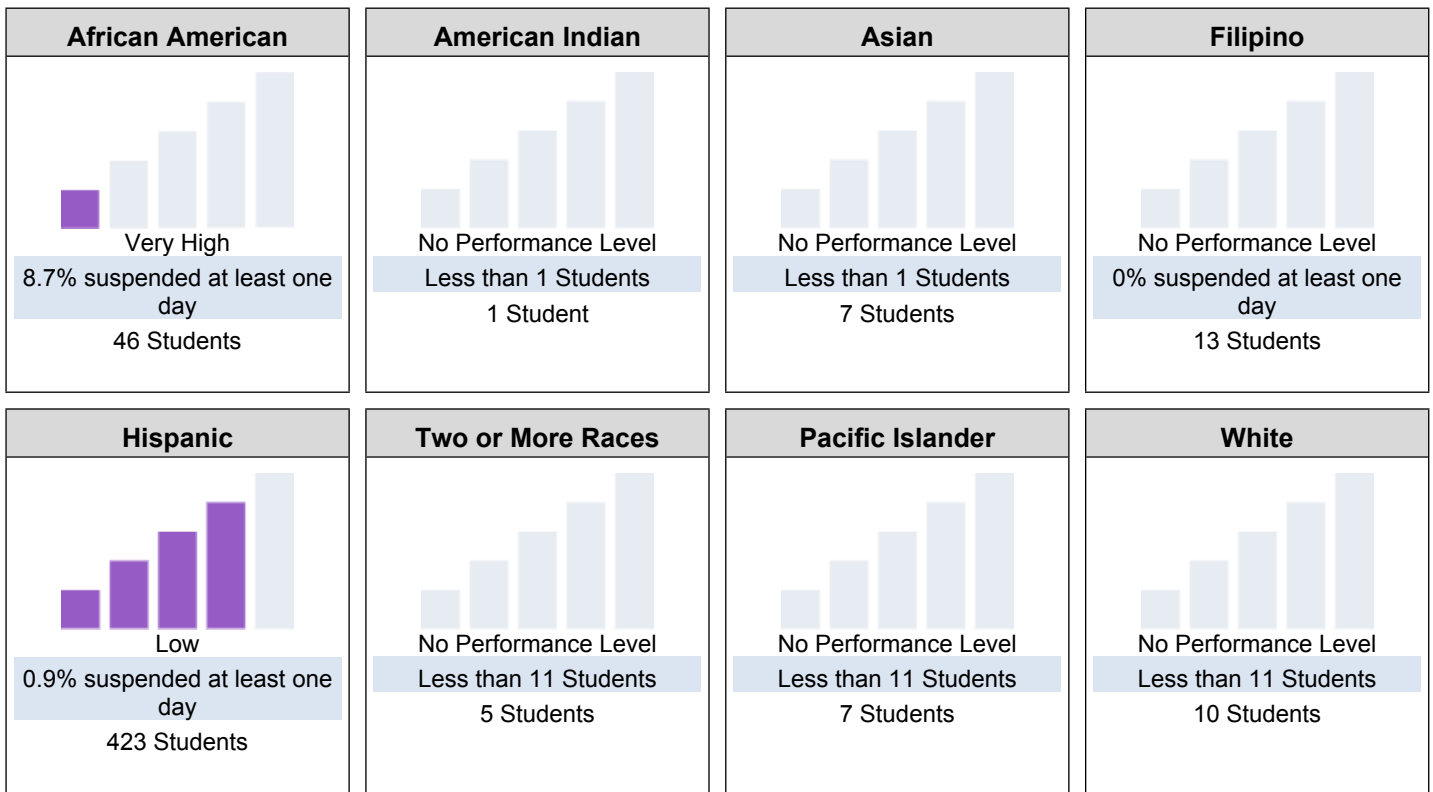 African American
Very High
8.7% suspended at least one
day
46 Students
American Indian
No Performance Level
Less than 1 Students
1 Student
Asian
No Performance Level
Less than 1 Students
7 Students
Filipino
No Performance Level
0% suspended at least one
day
13 Students
Hispanic
Low
0.9% suspended at least one
day
423 Students
Two or More Races
No Performance Level
Less than 11 Students
5 Students
Pacific Islander
No Performance Level
Less than 11 Students
7 Students
White
No Performance Level
Less than 11 Students
10 Students